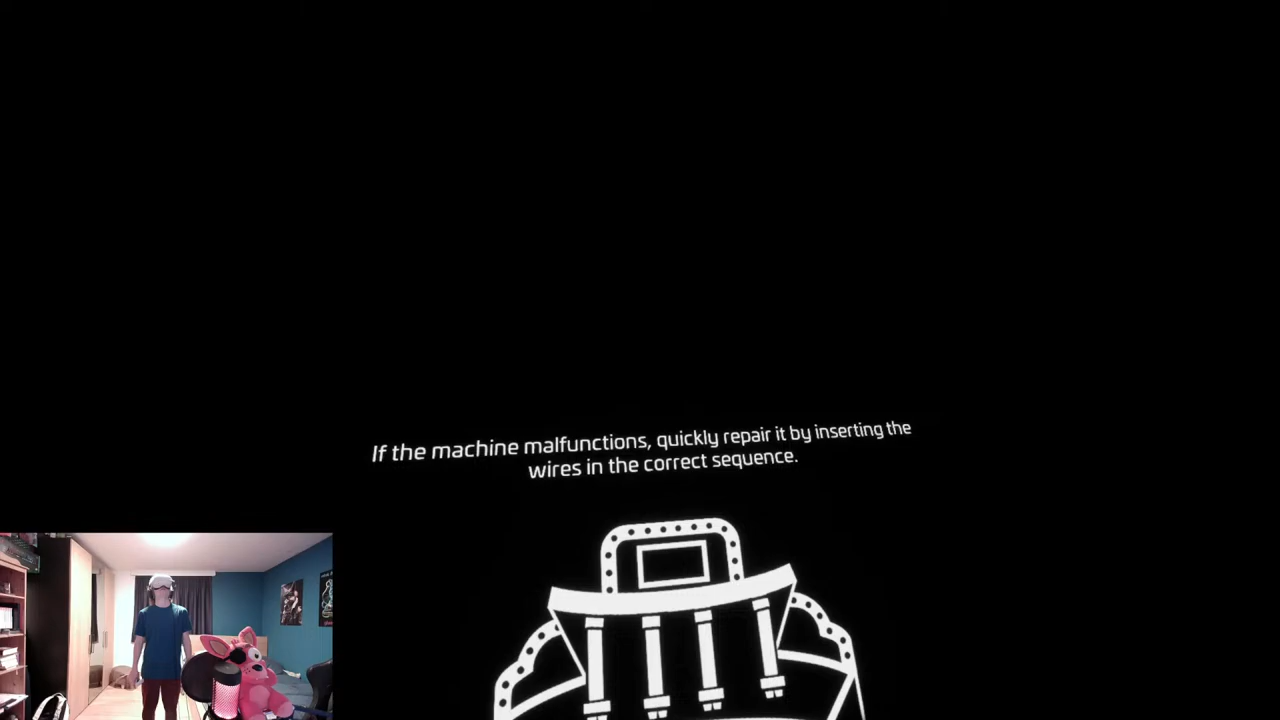 If the machine malfunctions, quickly repair it by inserting the
wires in the correct sequence.